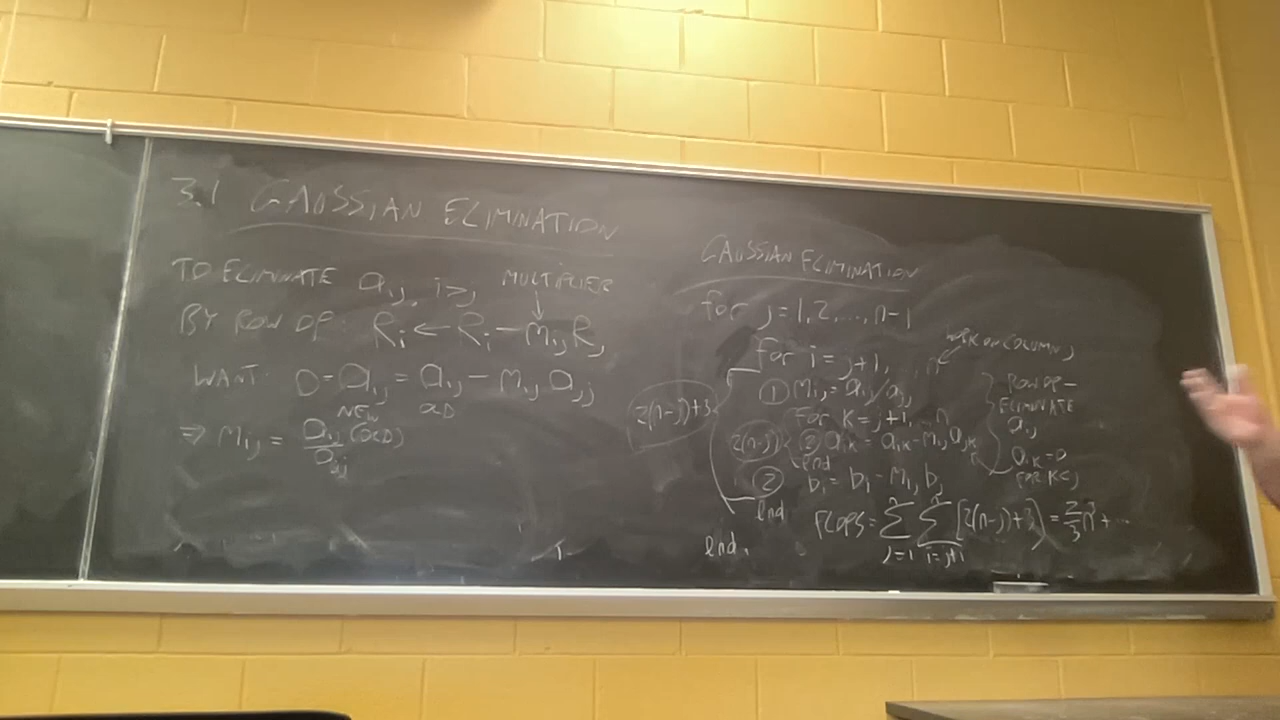 3.1 GAUSSIAN ELIMINATION
TO ELIMINATE a_ij, i>j
MULTIPLIER
↓
BY ROW OP: R_i ← R_i - m_ij R_j
WANT: 0 = a_ij = a_ij - m_ij a_jj
NEW OLD
⇒ m_ij = a_ij (OLD) / a_jj
GAUSSIAN ELIMINATION
for j = 1, 2, ..., n-1
for i = j+1, n ← WORK ON COLUMN j
① m_ij = a_ij/a_jj
for k = j+1, n
2(n-j) ② a_ik = a_ik - m_ij a_jk
end
② b_i = b_i - m_ij b_j
end
end.
2(n-j)+3
ROW OP-
ELIMINATE
a_ij
a_ik = 0
FOR K<j
FLOPS = Σ_{j=1}^{n} Σ_{i=j+1}^{n} [2(n-j)+3] = 2/3 n^3 + ...